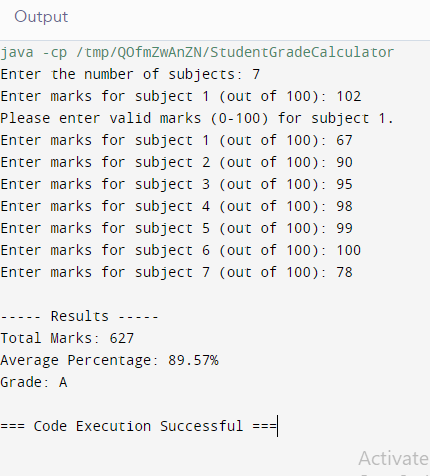 Output
java -cp /tmp/QOfmZwAnZN/StudentGradeCalculator
Enter the number of subjects: 7
Enter marks for subject 1 (out of 100): 102
Please enter valid marks (0-100) for subject 1.
Enter marks for subject 1 (out of 100): 67
Enter marks for subject 2 (out of 100): 90
Enter marks for subject 3 (out of 100): 95
Enter marks for subject 4 (out of 100): 98
Enter marks for subject 5 (out of 100): 99
Enter marks for subject 6 (out of 100): 100
Enter marks for subject 7 (out of 100): 78
----- Results -----
Total Marks: 627
Average Percentage: 89.57%
Grade: A
=== Code Execution Successful ===
Activate